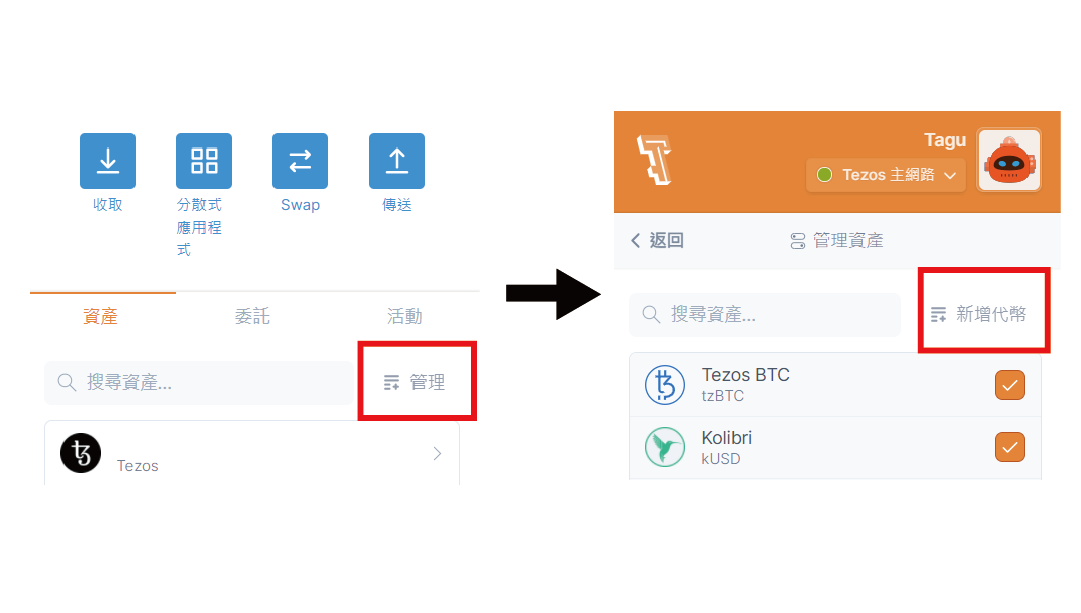 收取
分散式
應用程
式
Swap
傳送
資產
委託
活動
搜尋資產...
管理
Tezos
Tagu
Tezos 主網路
返回
管理資產
搜尋資產...
新增代幣
Tezos BTC
tzBTC
Kolibri
kUSD